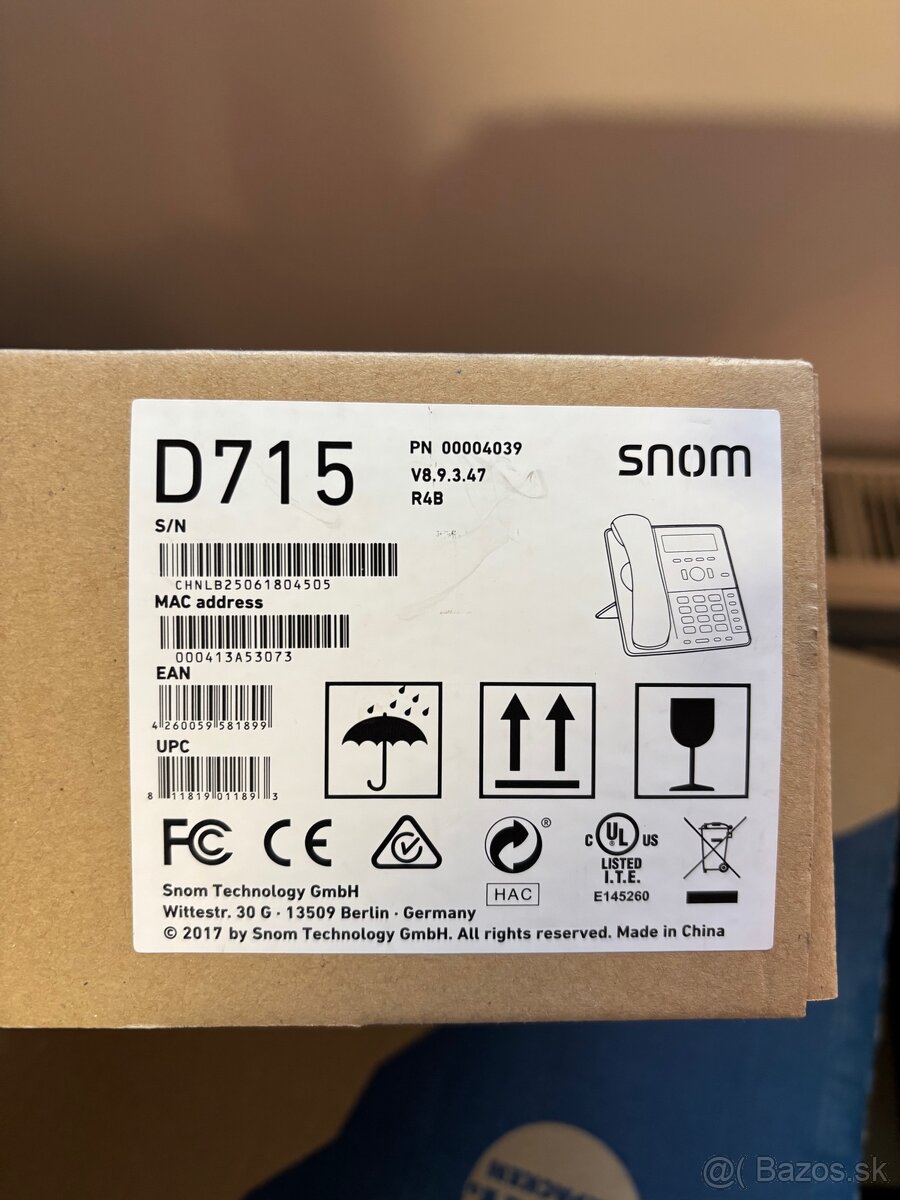 D715
PN 00004039
V8.9.3.47
R4B
snom
S/N
CHNLB25061804505
MAC address
000413A53073
EAN
4 260059 581899
UPC
8 11819 01189 3
FC CE
® 
C UL US
LISTED
I.T.E.
E145260
HAC
Snom Technology GmbH
Wittestr. 30 G · 13509 Berlin · Germany
© 2017 by Snom Technology GmbH. All rights reserved. Made in China
@( Bazos.sk